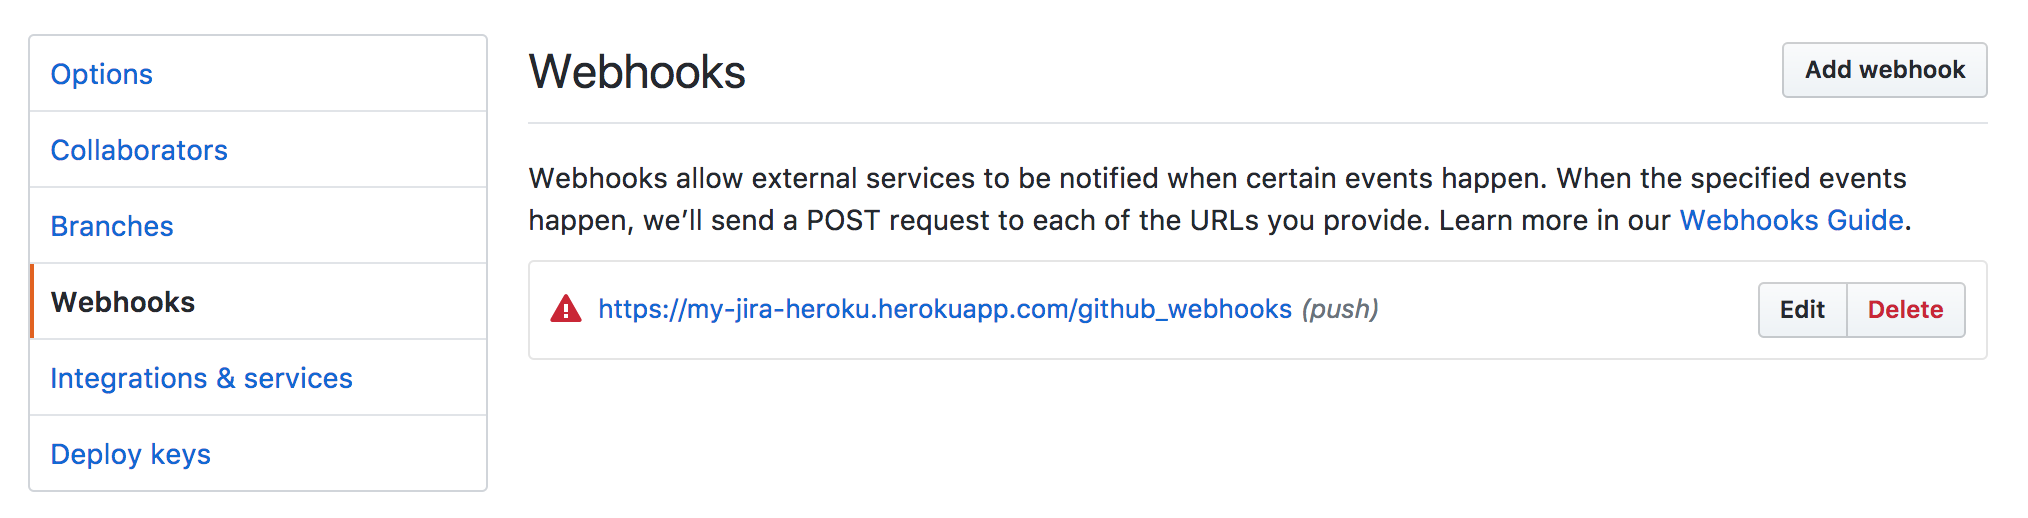 Options
Collaborators
Branches
Webhooks
Integrations & services
Deploy keys
Webhooks
Add webhook
Webhooks allow external services to be notified when certain events happen. When the specified events
happen, we’ll send a POST request to each of the URLs you provide. Learn more in our Webhooks Guide.
https://my-jira-heroku.herokuapp.com/github_webhooks (push)
Edit
Delete